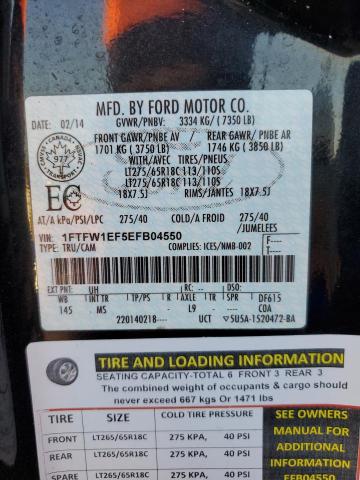 MFD. BY FORD MOTOR CO.
DATE: 02/14
GVWR/PNBV: 3334 KG/ ( 7350 LB)
FRONT GAWR/PNBE AV
REAR GAWR/PNBE AR
1701 KG ( 3750 LB)
1746 KG ( 3850 LB)
WITH/AVEC TIRES/PNEUS
LT275/65R18C 113/110S
LT275/65R18C 113/110S
18X7.5J
RIMS/JANTES 18X7.5J
CANADA
977
TRANSPORT
EC
AT/A kPa/PSI/LPC 275/40 COLD/A FROID 275/40
/JUMELEES
VIN: 1FTFW1EF5EFB04550
TYPE: TRU/CAM
COMPLIES: ICES/NMB-002
F----
T----
EXT PNT: UH
WB BRK INT TR TP/PS R AXLE TR SPR
DF615
145 MS L9 USA
220140218-----
UCT 5U5A-1520472-BA
TIRE AND LOADING INFORMATION
SEATING CAPACITY-TOTAL 6 FRONT 3 REAR 3
The combined weight of occupants & cargo should
never exceed 667 kgs Or 1471 lbs
TIRE SIZE COLD TIRE PRESSURE
FRONT LT265/65R18C 275 KPA, 40 PSI
REAR LT265/65R18C 275 KPA, 40 PSI
SPARE LT265/65R18C 275 KPA, 40 PSI
SEE OWNERS
MANUAL FOR
ADDITIONAL
INFORMATION
EFB04550